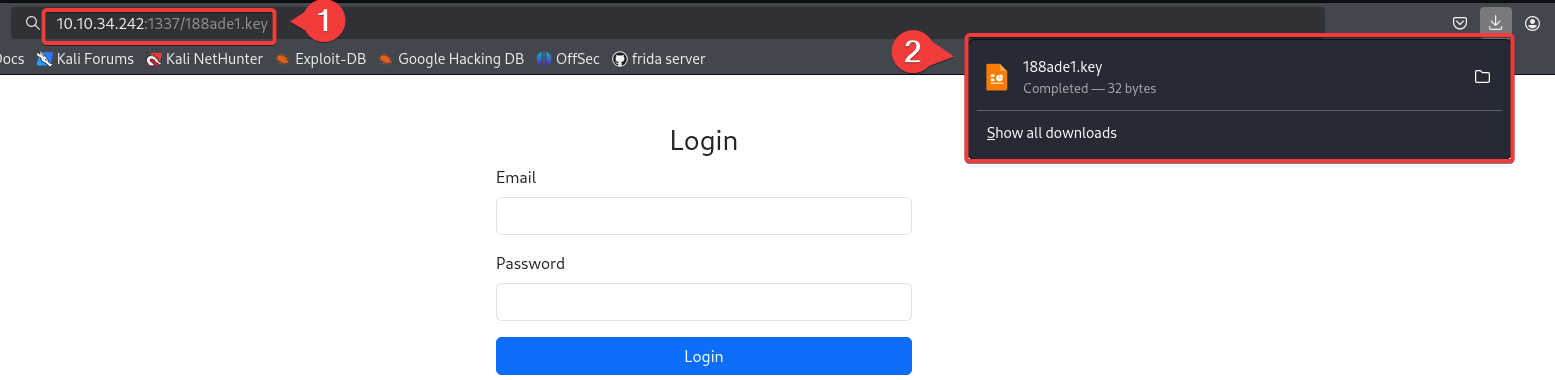 10.10.34.242:1337/188ade1.key
1
ocs Kali Forums Kali NetHunter Exploit-DB Google Hacking DB OffSec frida server
2
188ade1.key
Completed — 32 bytes
Show all downloads
Login
Email
Password
Login